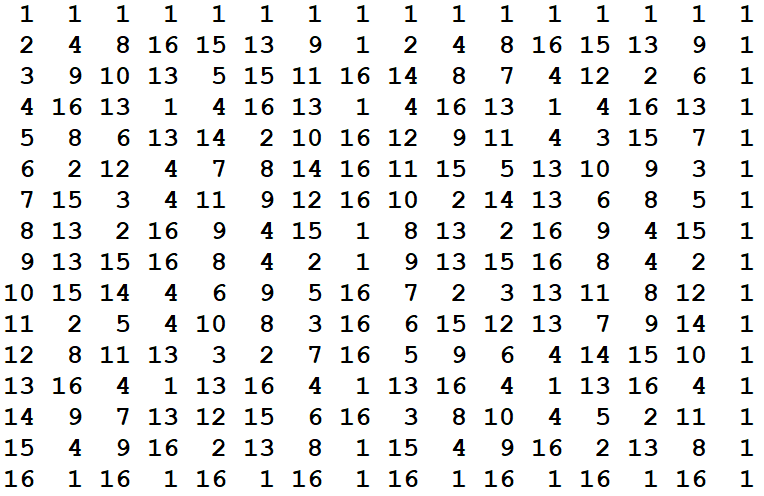 1 1 1 1 1 1 1 1 1 1 1 1 1 1 1 1
2 4 8 16 15 13 9 1 2 4 8 16 15 13 9 1
3 9 10 13 5 15 11 16 14 8 7 4 12 2 6 1
4 16 13 1 4 16 13 1 4 16 13 1 4 16 13 1
5 8 6 13 14 2 10 16 12 9 11 4 3 15 7 1
6 2 12 4 7 8 14 16 11 15 5 13 10 9 3 1
7 15 3 4 11 9 12 16 10 2 14 13 6 8 5 1
8 13 2 16 9 4 15 1 8 13 2 16 9 4 15 1
9 13 15 16 8 4 2 1 9 13 15 16 8 4 2 1
10 15 14 4 6 9 5 16 7 2 3 13 11 8 12 1
11 2 5 4 10 8 3 16 6 15 12 13 7 9 14 1
12 8 11 13 3 2 7 16 5 9 6 4 14 15 10 1
13 16 4 1 13 16 4 1 13 16 4 1 13 16 4 1
14 9 7 13 12 15 6 16 3 8 10 4 5 2 11 1
15 4 9 16 2 13 8 1 15 4 9 16 2 13 8 1
16 1 16 1 16 1 16 1 16 1 16 1 16 1 16 1